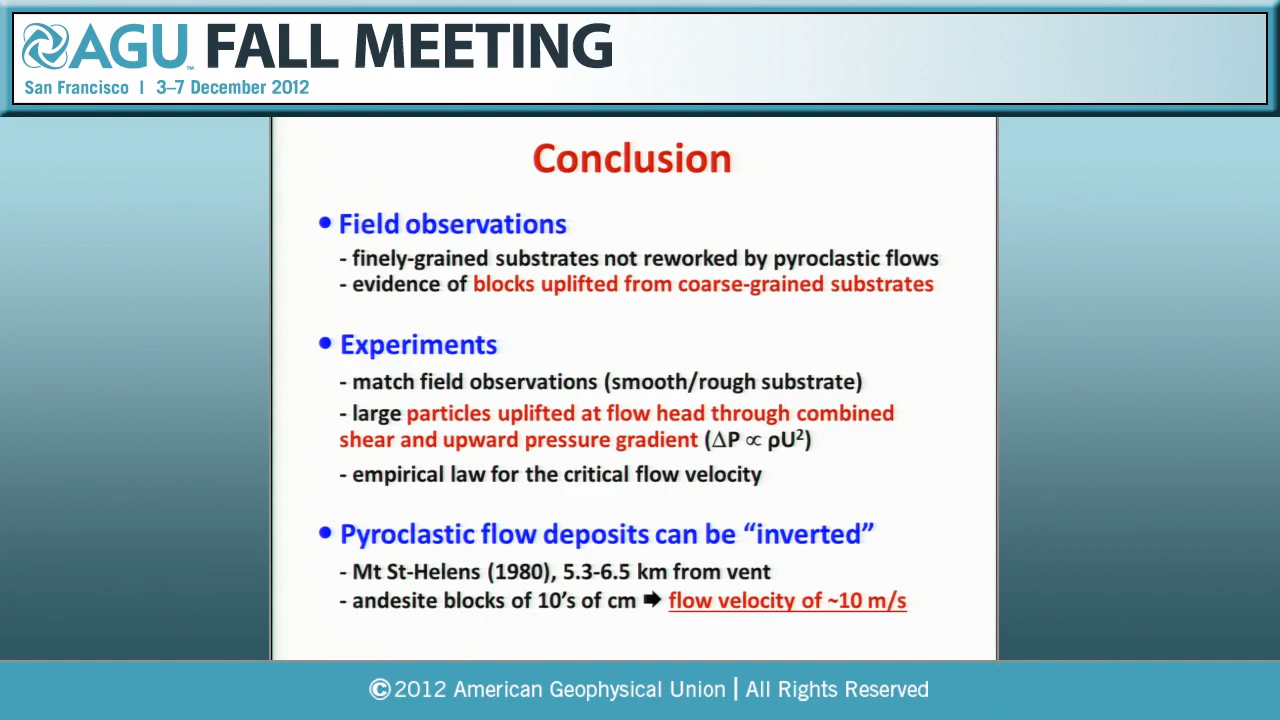 AGU™ FALL MEETING
San Francisco | 3–7 December 2012
Conclusion
• Field observations
- finely-grained substrates not reworked by pyroclastic flows
- evidence of blocks uplifted from coarse-grained substrates
• Experiments
- match field observations (smooth/rough substrate)
- large particles uplifted at flow head through combined
shear and upward pressure gradient (ΔP ∝ ρU²)
- empirical law for the critical flow velocity
• Pyroclastic flow deposits can be “inverted”
- Mt St-Helens (1980), 5.3-6.5 km from vent
- andesite blocks of 10’s of cm ➡ flow velocity of ~10 m/s
©2012 American Geophysical Union | All Rights Reserved